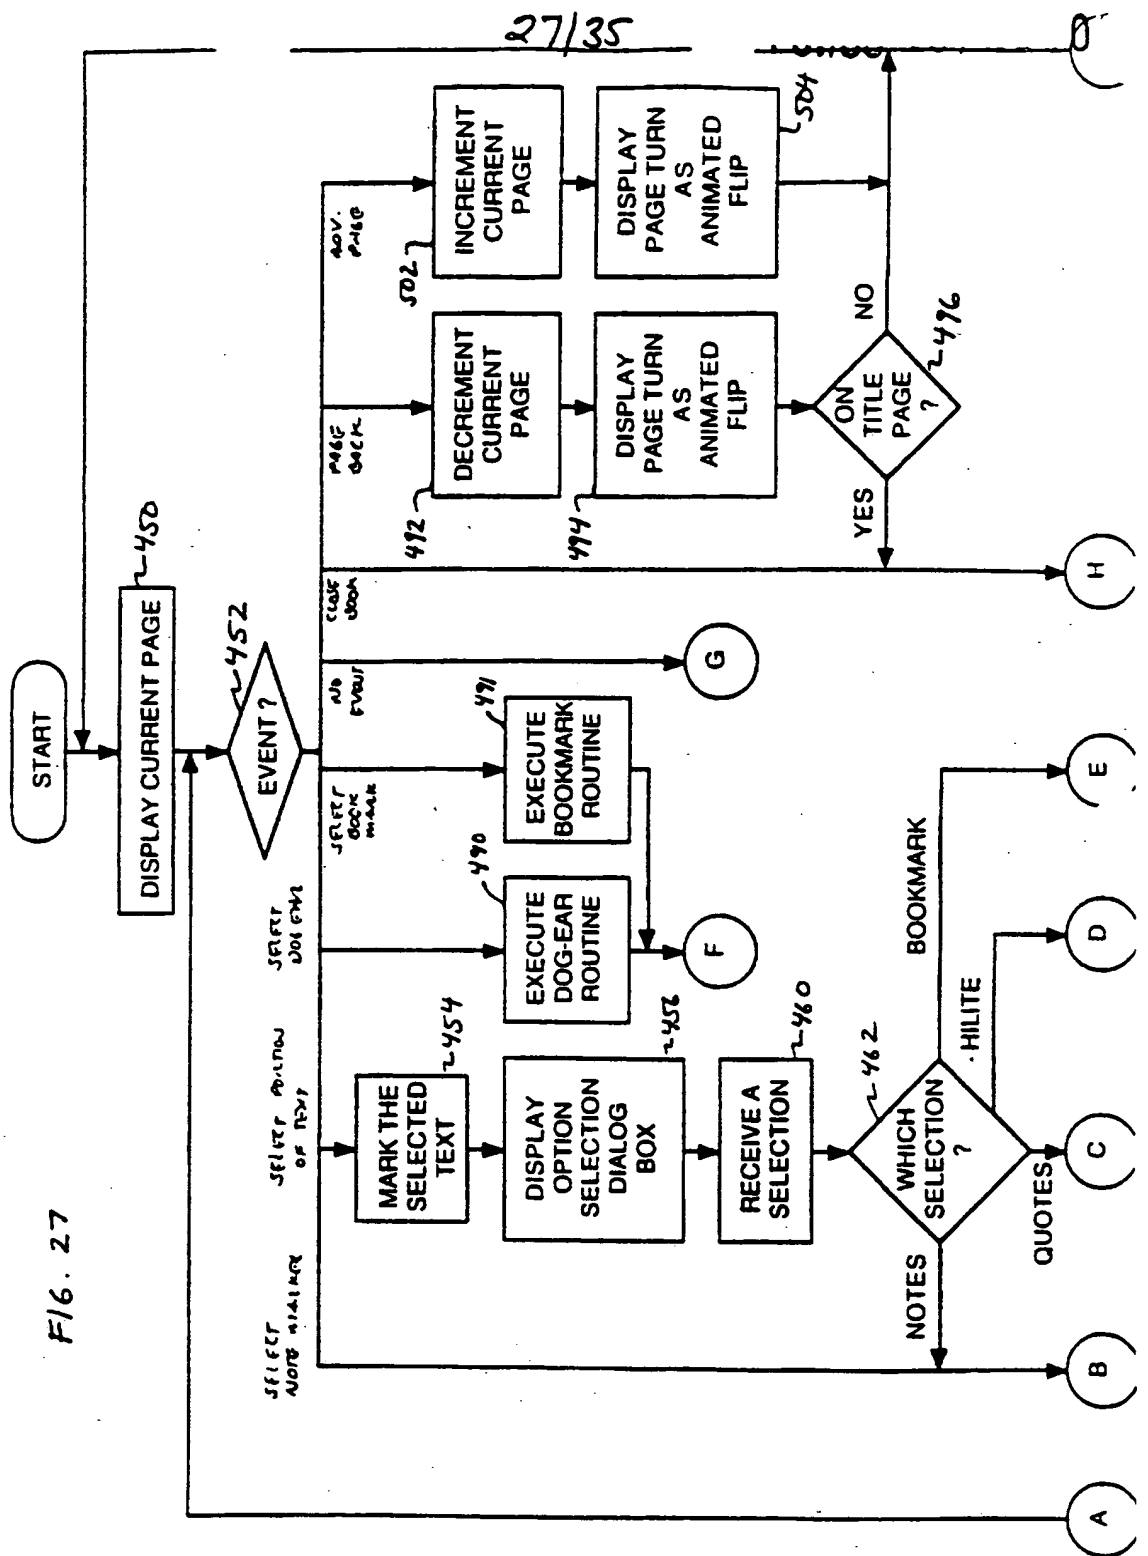 27/35
FIG. 27
START
DISPLAY CURRENT PAGE
450
EVENT?
452
SELECT
NOTE MARKER
SELECT PORTION
OF TEXT
SELECT
DOG EAR
SELECT
BOOK
MARK
NO
EVENT
CLOSE
BOOK
PAGE
BACK
ADV.
PAGE
MARK THE
SELECTED
TEXT
454
DISPLAY
OPTION
SELECTION
DIALOG
BOX
456
RECEIVE A
SELECTION
460
WHICH
SELECTION
?
462
NOTES
QUOTES
HILITE
BOOKMARK
EXECUTE
DOG-EAR
ROUTINE
490
EXECUTE
BOOKMARK
ROUTINE
491
DECREMENT
CURRENT
PAGE
492
DISPLAY
PAGE TURN
AS
ANIMATED
FLIP
494
ON
TITLE
PAGE
?
496
YES
NO
INCREMENT
CURRENT
PAGE
502
DISPLAY
PAGE TURN
AS
ANIMATED
FLIP
504
F
G
A
B
C
D
E
H